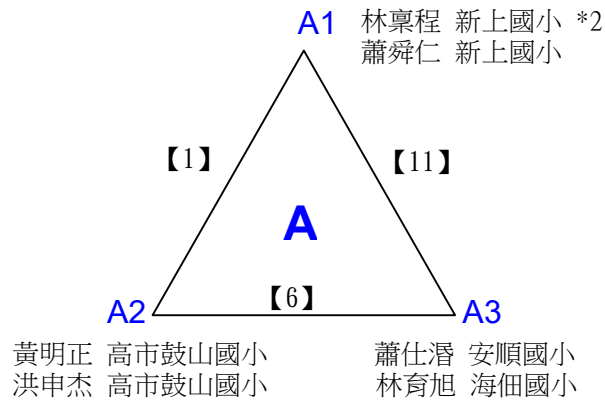 A1 林稟程 新上國小 *2
蕭舜仁 新上國小
【1】
【11】
A
【6】
A2
A3
黃明正 高市鼓山國小
洪申杰 高市鼓山國小
蕭仕湣 安順國小
林育旭 海佃國小